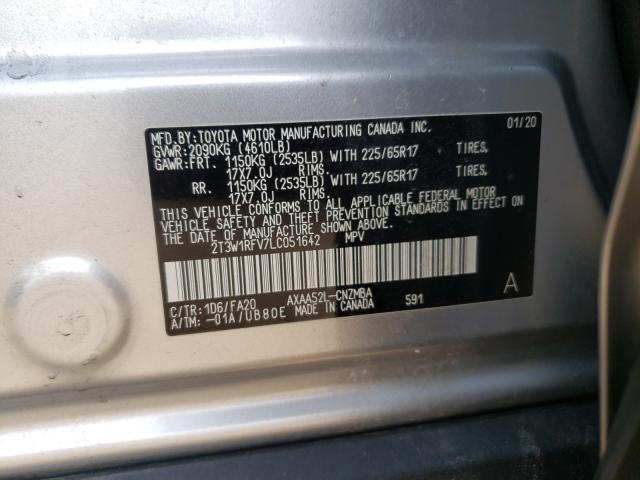 MFD. BY:TOYOTA MOTOR MANUFACTURING CANADA INC. 01/20
GVWR:2090KG (4610LB)
GAWR:FRT. 1150KG (2535LB) WITH 225/65R17 TIRES,
17X7.0J RIMS.
RR. 1150KG (2535LB) WITH 225/65R17 TIRES,
17X7.0J RIMS.
THIS VEHICLE CONFORMS TO ALL APPLICABLE FEDERAL MOTOR
VEHICLE SAFETY AND THEFT PREVENTION STANDARDS IN EFFECT ON
THE DATE OF MANUFACTURE SHOWN ABOVE.
2T3W1RFV7LC051642 MPV
C/TR:1D6/FA20 AXAA52L-CNZMBA 591 A
A/TM:-01A/UB80E MADE IN CANADA